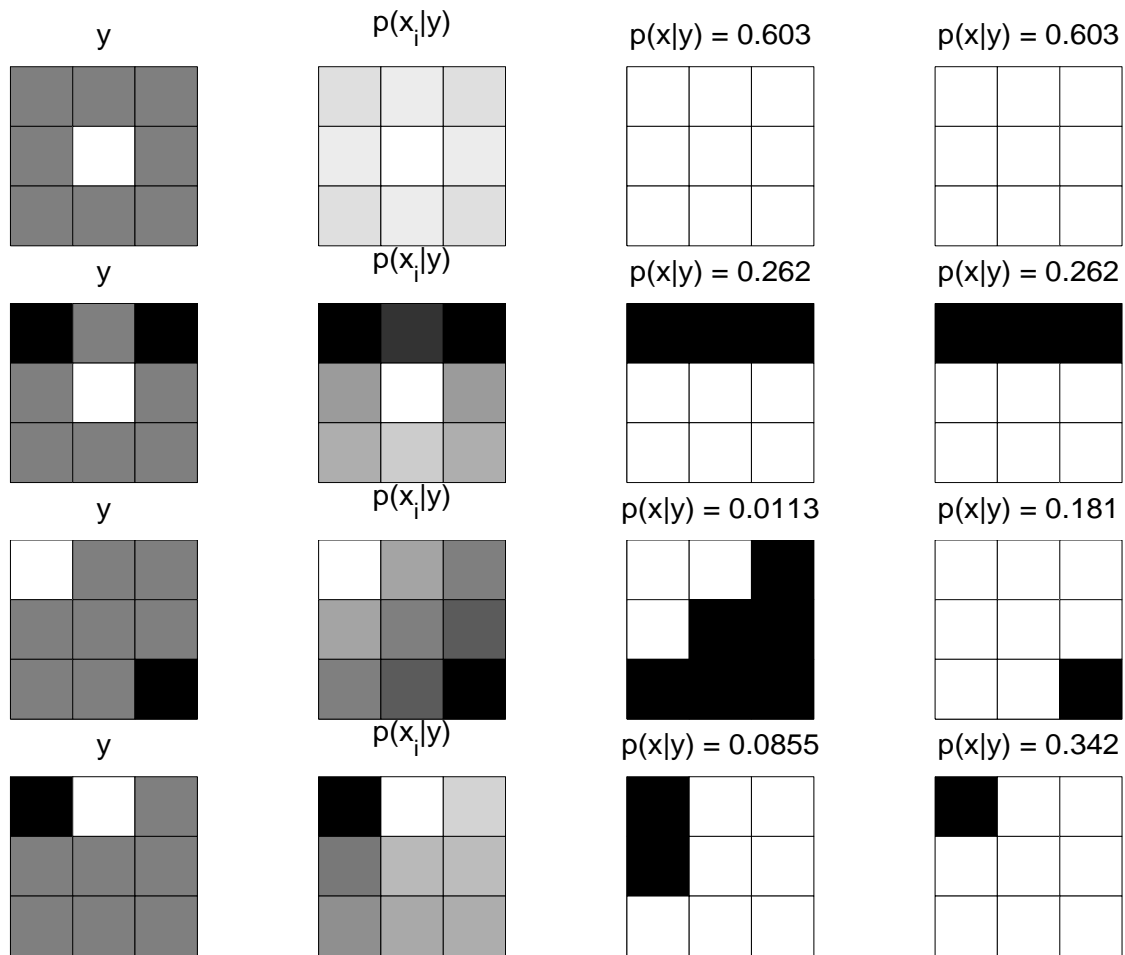 y p(x_i|y) p(x|y) = 0.603 p(x|y) = 0.603
y p(x_i|y) p(x|y) = 0.262 p(x|y) = 0.262
y p(x_i|y) p(x|y) = 0.0113 p(x|y) = 0.181
y p(x_i|y) p(x|y) = 0.0855 p(x|y) = 0.342